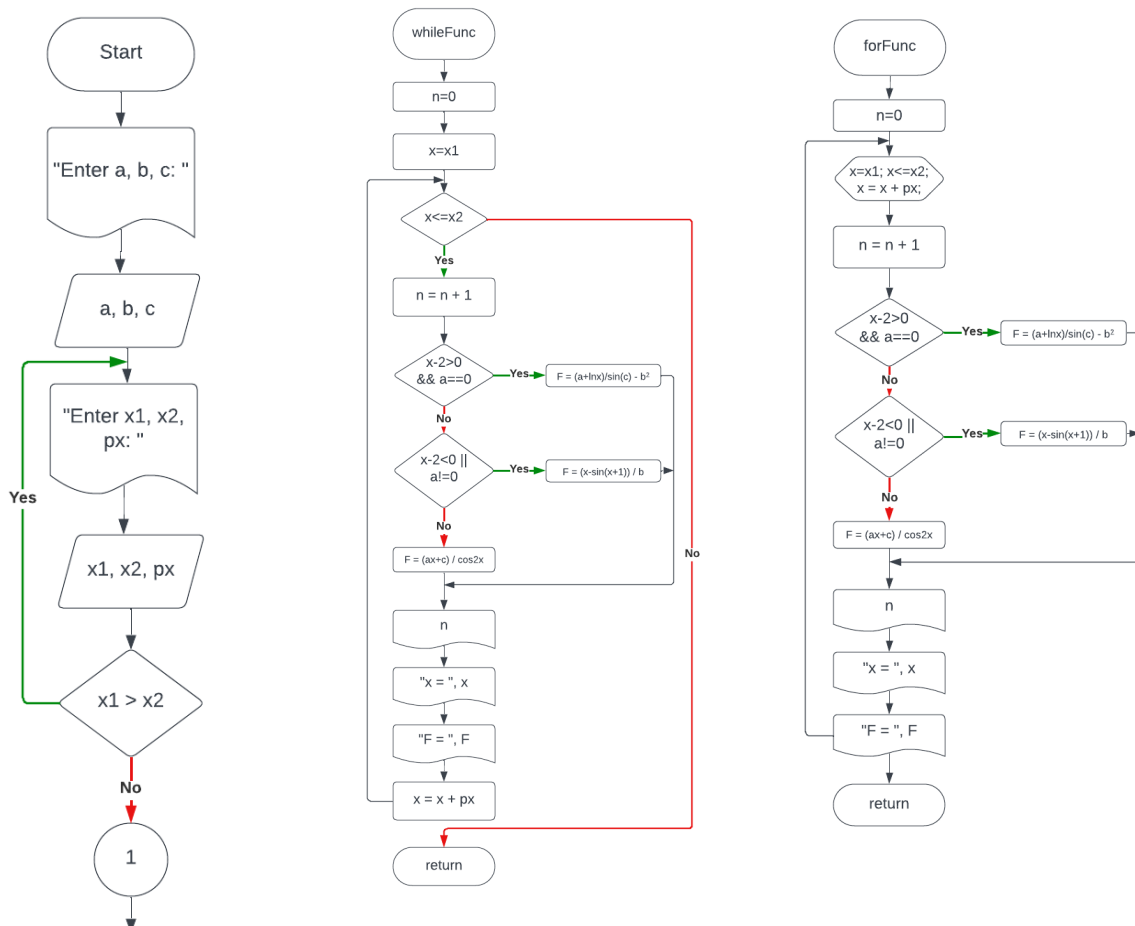 Start
"Enter a, b, c: "
a, b, c
"Enter x1, x2,
px: "
Yes
x1, x2, px
x1 > x2
No
1
whileFunc
n=0
x=x1
x<=x2
Yes
n = n + 1
x-2>0
&& a==0
Yes
F = (a+lnx)/sin(c) - b²
No
x-2<0 ||
a!=0
Yes
F = (x-sin(x+1)) / b
No
F = (ax+c) / cos2x
No
n
"x = ", x
"F = ", F
x = x + px
return
forFunc
n=0
x=x1; x<=x2;
x = x + px;
n = n + 1
x-2>0
&& a==0
Yes
F = (a+lnx)/sin(c) - b²
No
x-2<0 ||
a!=0
Yes
F = (x-sin(x+1)) / b
No
F = (ax+c) / cos2x
n
"x = ", x
"F = ", F
return